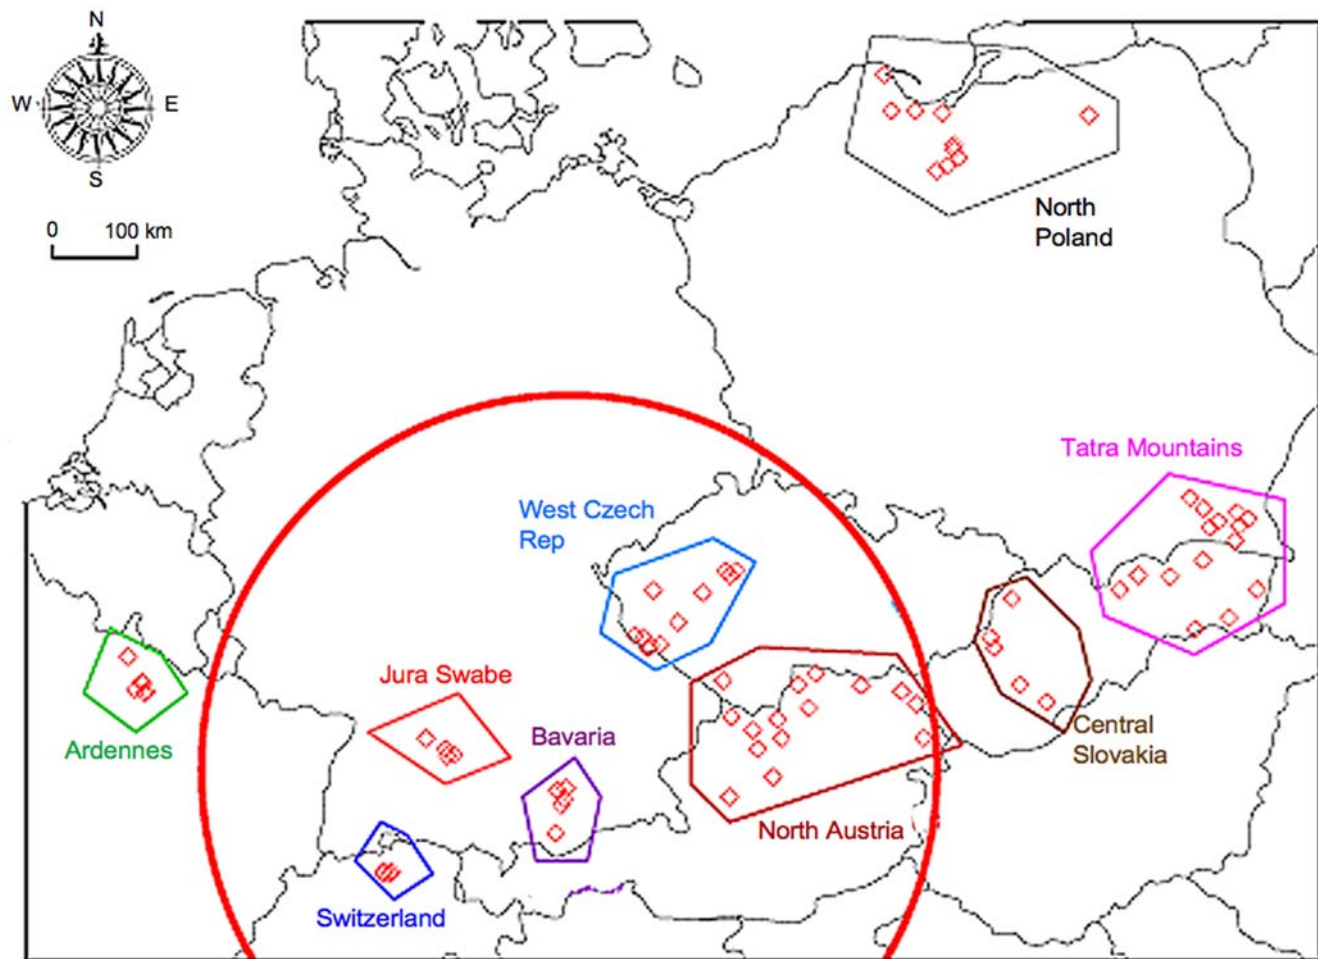 N
W E
S
0 100 km
North
Poland
Tatra Mountains
West Czech
Rep
Jura Swabe
Bavaria
Ardennes
Central
Slovakia
North Austria
Switzerland